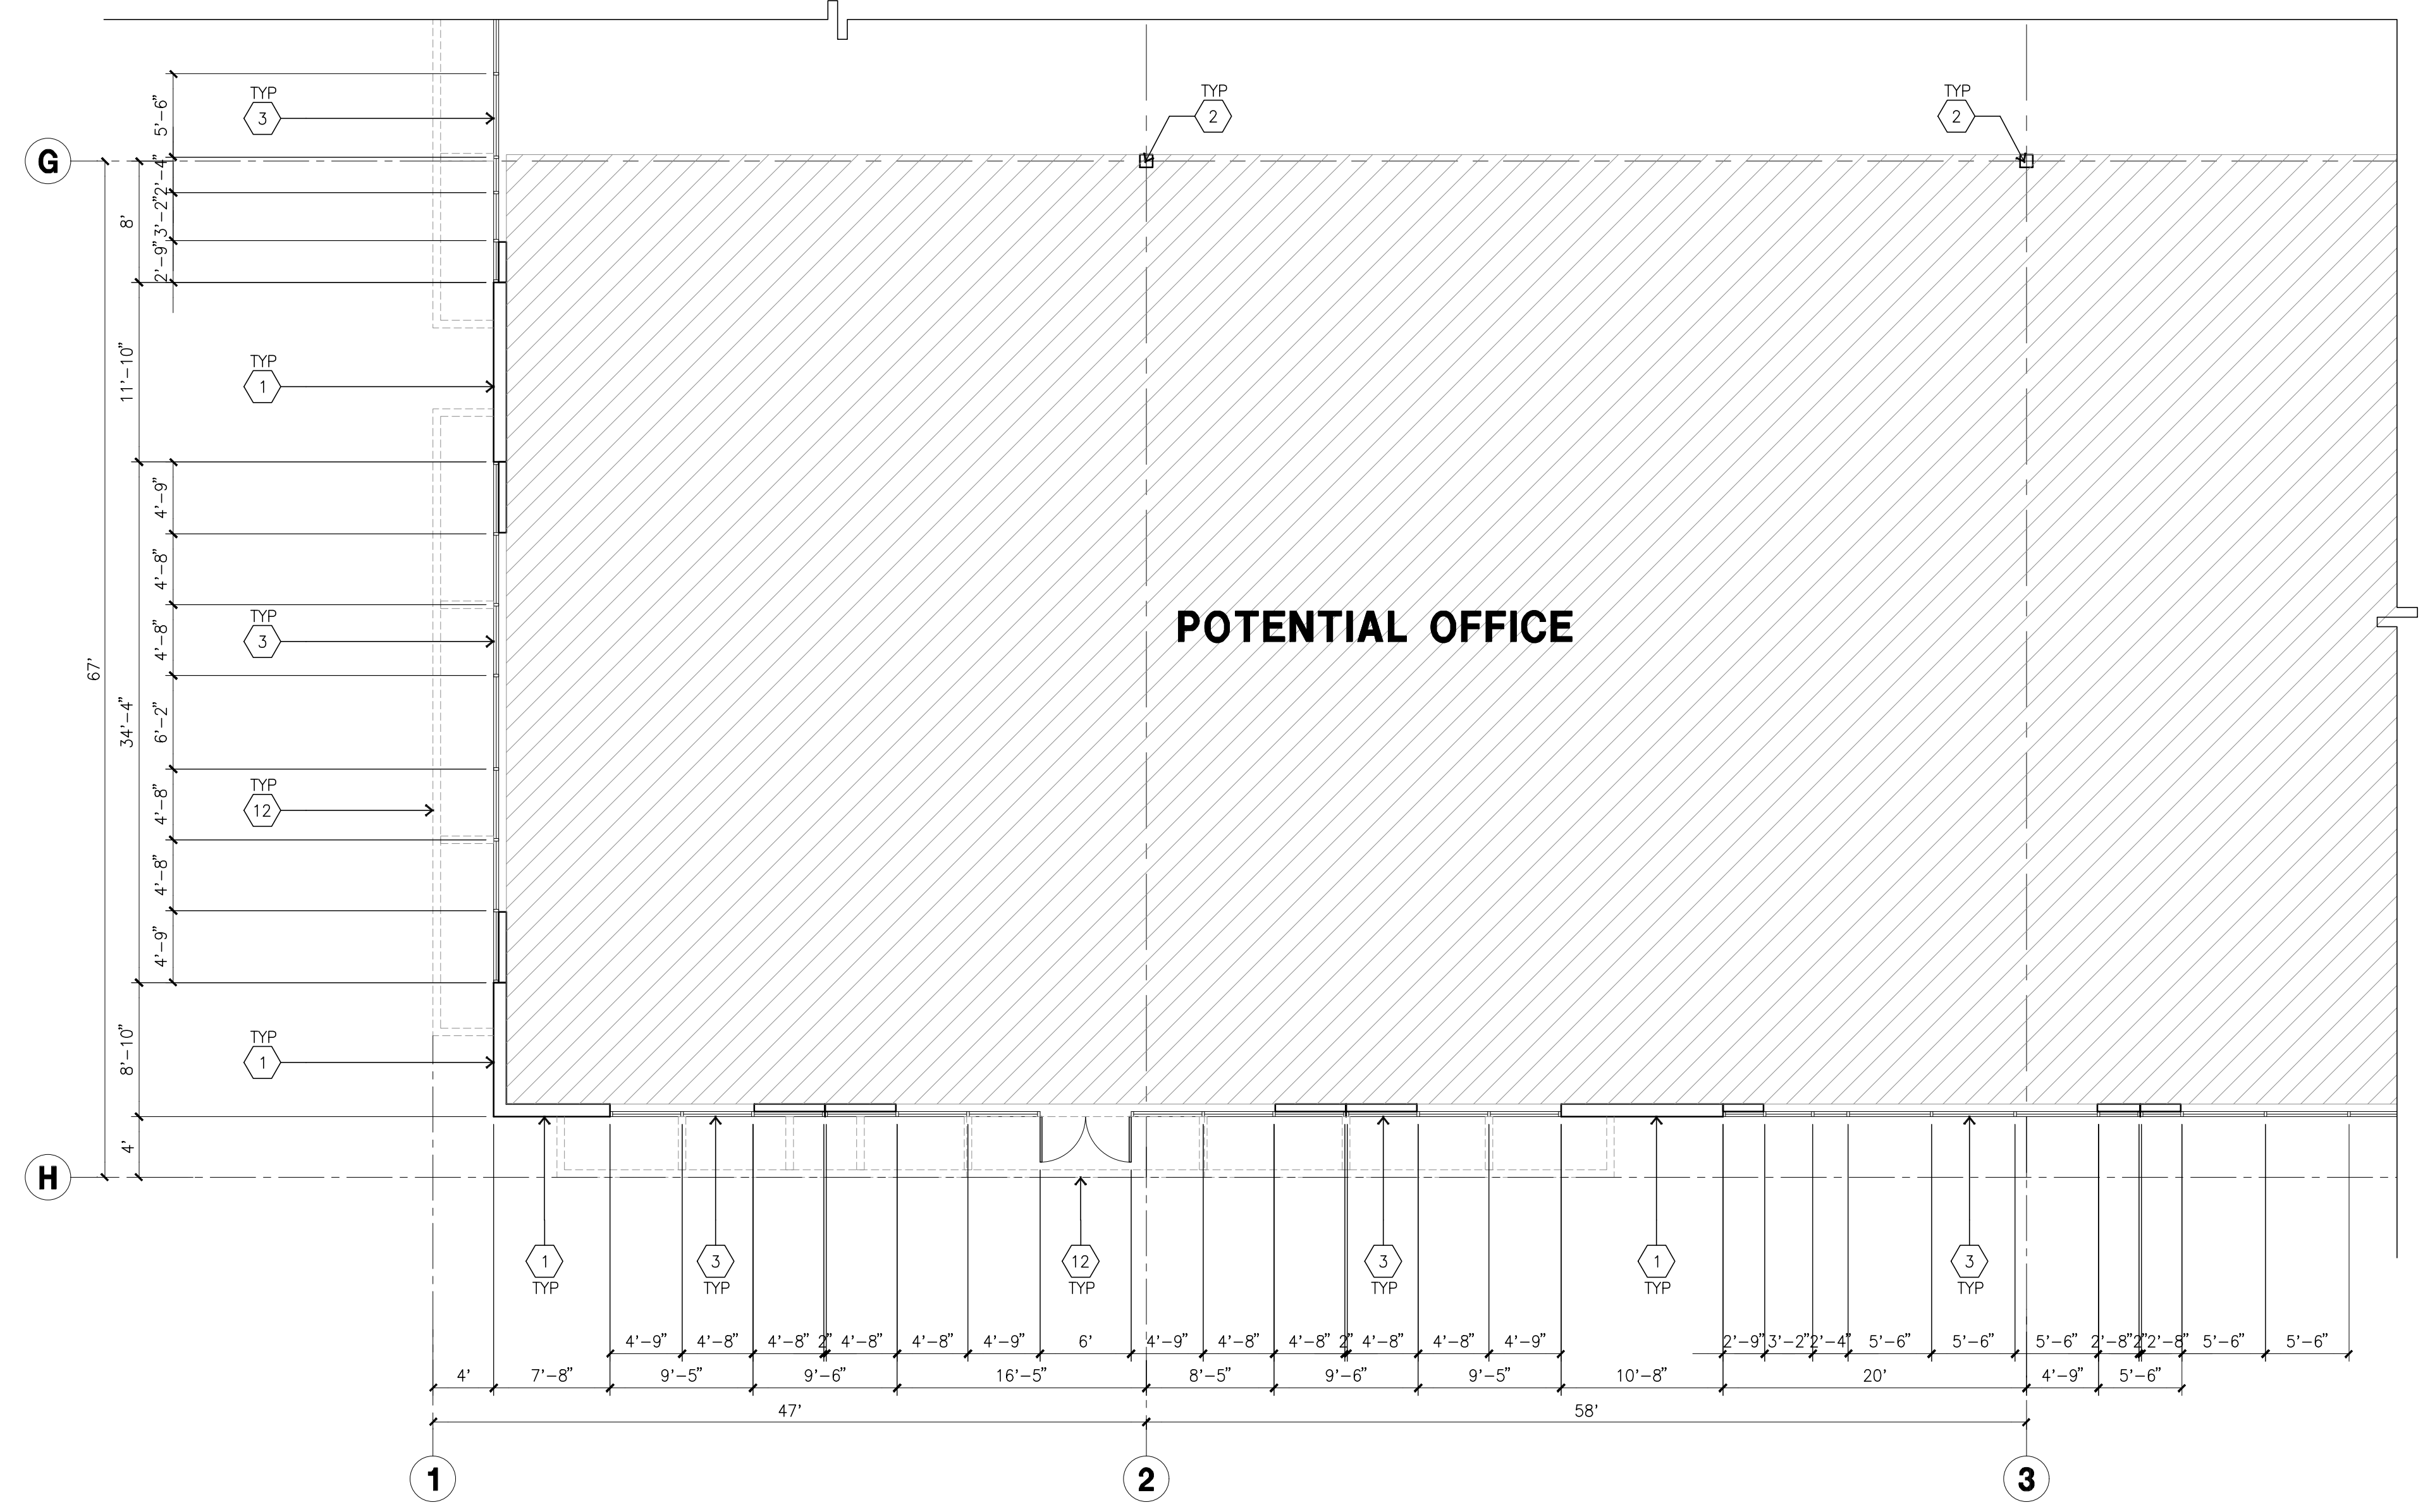 TYP
2
TYP
2
TYP
3
5'-6"
G
2'-4"
3'-2"
8'
2'-9"
TYP
1
11'-10"
4'-9"
4'-8"
TYP
3
4'-8"
POTENTIAL OFFICE
67'
34'-4"
6'-2"
TYP
12
4'-8"
4'-8"
4'-9"
TYP
1
8'-10"
4'
H
1 3 12 3 1 3
TYP TYP TYP TYP TYP TYP
4'-9" 4'-8" 4'-8" 2" 4'-8" 4'-8" 4'-9" 6' 4'-9" 4'-8" 4'-8" 2" 4'-8" 4'-8" 4'-9" 2'-9" 3'-2" 2'-4" 5'-6" 5'-6" 5'-6" 2'-8" 2" 2'-8" 5'-6" 5'-6"
4' 7'-8" 9'-5" 9'-6" 16'-5" 8'-5" 9'-6" 9'-5" 10'-8" 20' 4'-9" 5'-6"
47' 58'
1 2 3